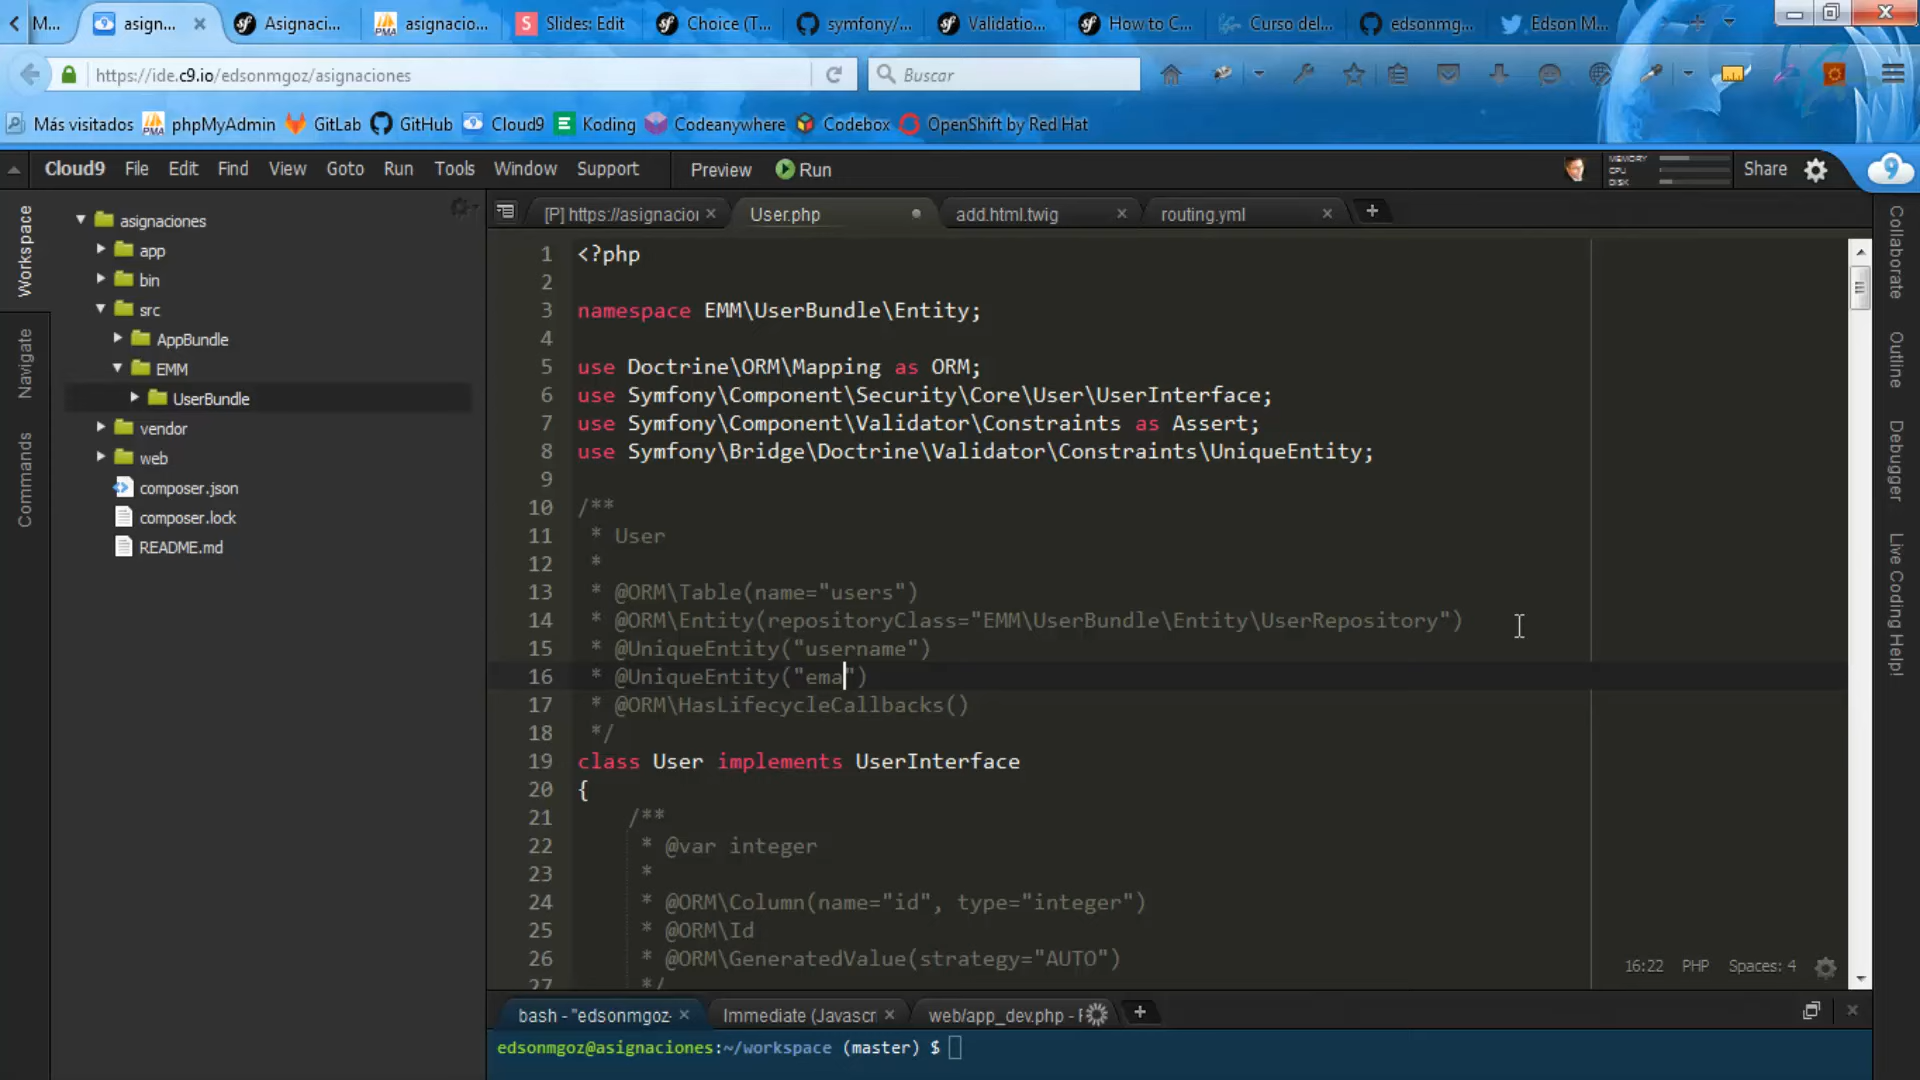 M...
asign...
Asignaci...
asignacio...
Slides: Edit
Choice (T...
symfony/...
Validatio...
How to C...
Curso del...
edsonmg...
Edson M...
https://ide.c9.io/edsonmgoz/asignaciones
Buscar
Más visitados
phpMyAdmin
GitLab
GitHub
Cloud9
Koding
Codeanywhere
Codebox
OpenShift by Red Hat
Cloud9 File Edit Find View Goto Run Tools Window Support Preview Run
MEMORY
CPU
DISK
Share
Workspace
Navigate
Commands
asignaciones
app
bin
src
AppBundle
EMM
UserBundle
vendor
web
composer.json
composer.lock
README.md
[P] https://asignacion
User.php
add.html.twig
routing.yml
1 <?php
2
3 namespace EMM\UserBundle\Entity;
4
5 use Doctrine\ORM\Mapping as ORM;
6 use Symfony\Component\Security\Core\User\UserInterface;
7 use Symfony\Component\Validator\Constraints as Assert;
8 use Symfony\Bridge\Doctrine\Validator\Constraints\UniqueEntity;
9
10 /**
11 * User
12 *
13 * @ORM\Table(name="users")
14 * @ORM\Entity(repositoryClass="EMM\UserBundle\Entity\UserRepository")
15 * @UniqueEntity("username")
16 * @UniqueEntity("ema")
17 * @ORM\HasLifecycleCallbacks()
18 */
19 class User implements UserInterface
20 {
21 /**
22 * @var integer
23 *
24 * @ORM\Column(name="id", type="integer")
25 * @ORM\Id
26 * @ORM\GeneratedValue(strategy="AUTO")
27 */
16:22 PHP Spaces: 4
Collaborate
Outline
Debugger
Live Coding Help!
bash - "edsonmgoz-
Immediate (Javascr
web/app_dev.php - R
edsonmgoz@asignaciones:~/workspace (master) $